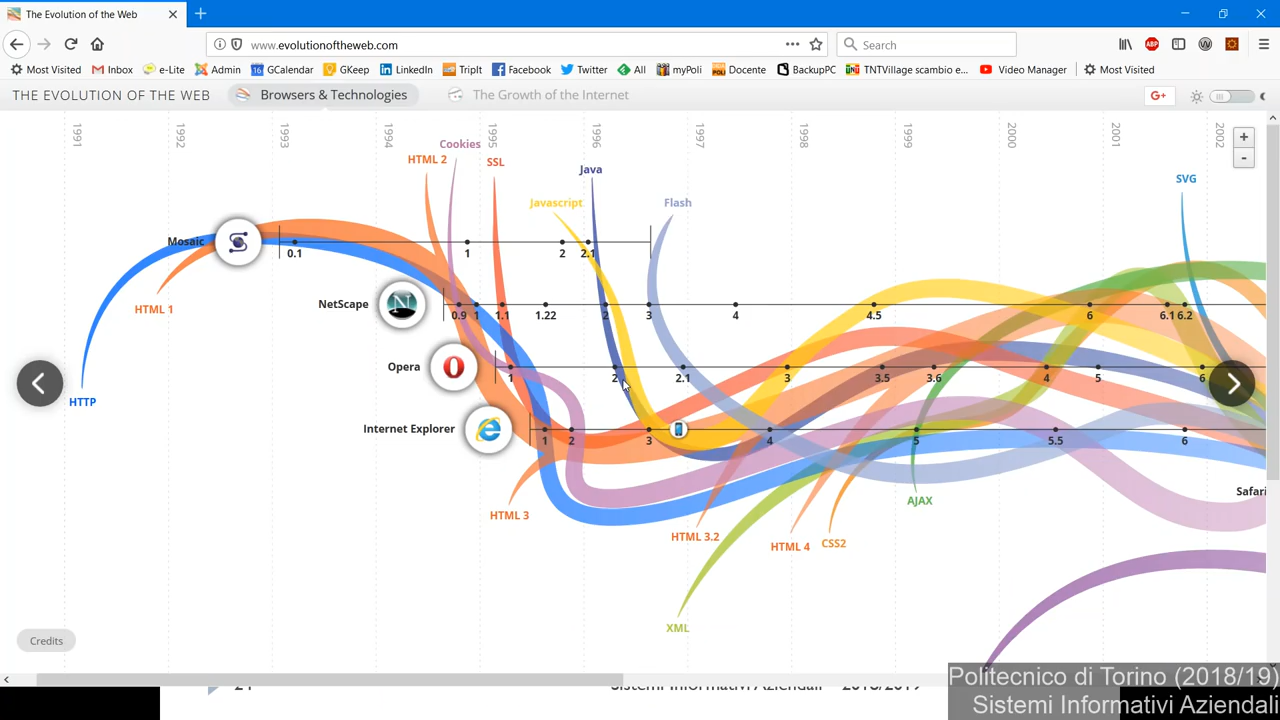 The Evolution of the Web
www.evolutionoftheweb.com
Search
ABP
Most Visited
Inbox
e-Lite
Admin
16 GCalendar
GKeep
LinkedIn
TripIt
Facebook
Twitter
All
myPoli
Docente
BackupPC
TNTVillage scambio e...
Video Manager
Most Visited
THE EVOLUTION OF THE WEB
Browsers & Technologies
The Growth of the Internet
G+
1991
1992
1993
1994
1995
1996
1997
1998
1999
2000
2001
2002
+
-
Cookies
HTML 2
SSL
Java
Javascript
Flash
SVG
Mosaic
0.1
1
2
2.1
HTML 1
NetScape
0.9
1
1.1
1.22
2
3
4
4.5
6
6.1
6.2
Opera
1
2
2.1
3
3.5
3.6
4
5
6
HTTP
Internet Explorer
1
2
3
4
5
5.5
6
HTML 3
HTML 3.2
HTML 4
CSS2
AJAX
Safari
XML
Credits
Politecnico di Torino (2018/19)
Sistemi Informativi Aziendali